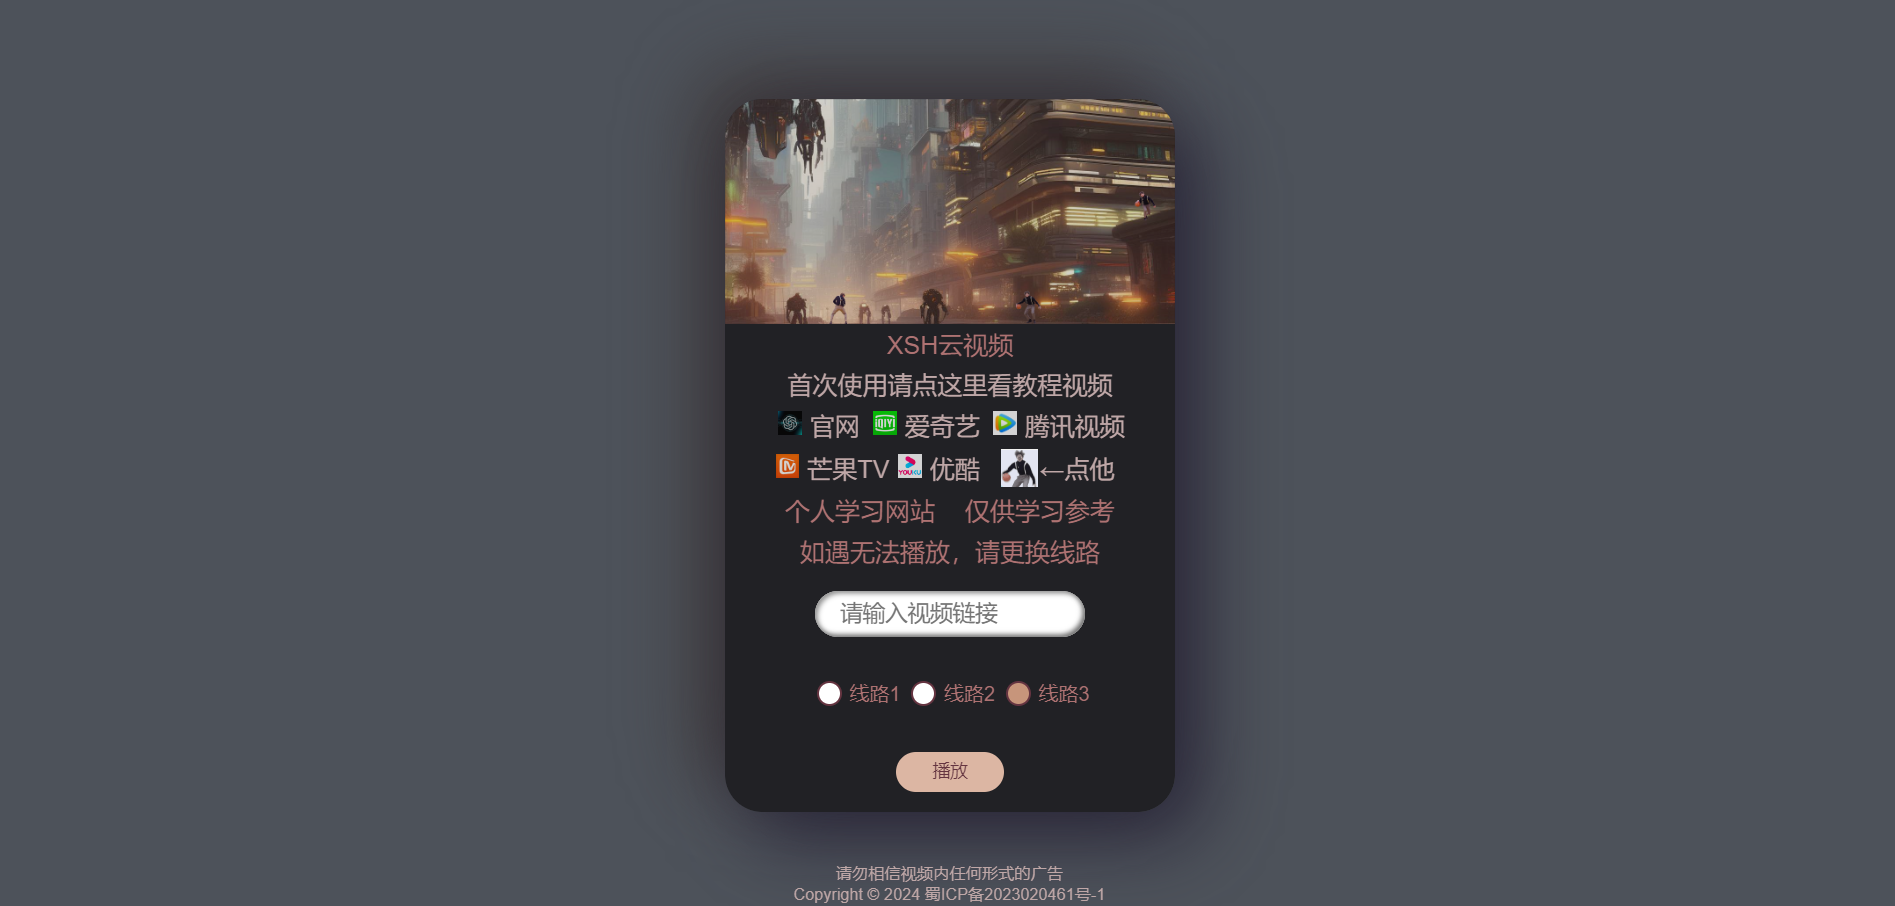 XSH云视频
首次使用请点这里看教程视频
官网 iQIYI 爱奇艺 腾讯视频
芒果TV YOUKU 优酷 ←点他
个人学习网站 仅供学习参考
如遇无法播放，请更换线路
请输入视频链接
线路1 线路2 线路3
播放
请勿相信视频内任何形式的广告
Copyright © 2024 蜀ICP备2023020461号-1